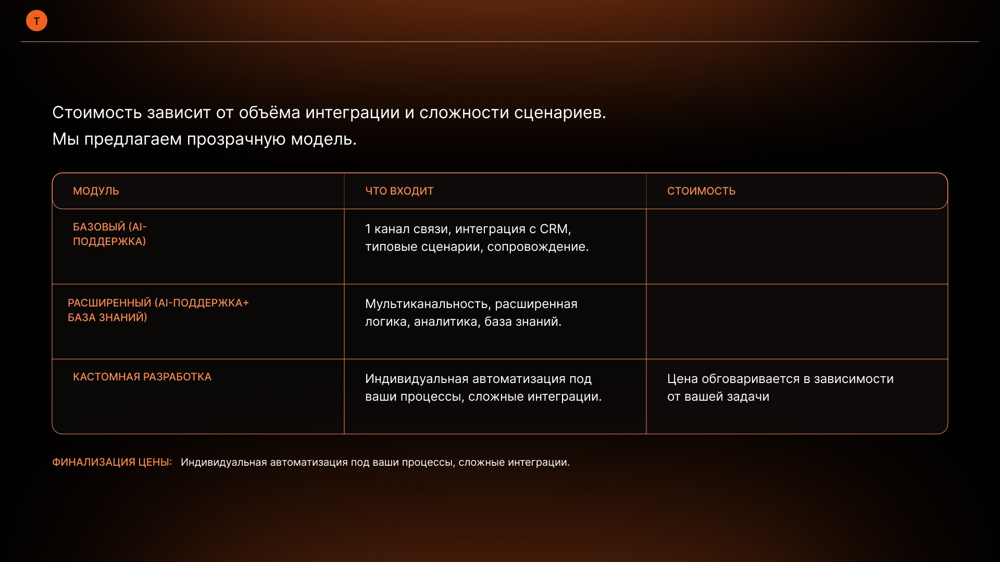 T
Стоимость зависит от объёма интеграции и сложности сценариев.
Мы предлагаем прозрачную модель.
МОДУЛЬ
ЧТО ВХОДИТ
СТОИМОСТЬ
БАЗОВЫЙ (AI-
ПОДДЕРЖКА)
1 канал связи, интеграция с CRM,
типовые сценарии, сопровождение.
РАСШИРЕННЫЙ (AI-ПОДДЕРЖКА+
БАЗА ЗНАНИЙ)
Мультиканальность, расширенная
логика, аналитика, база знаний.
КАСТОМНАЯ РАЗРАБОТКА
Индивидуальная автоматизация под
ваши процессы, сложные интеграции.
Цена обговаривается в зависимости
от вашей задачи
ФИНАЛИЗАЦИЯ ЦЕНЫ: Индивидуальная автоматизация под ваши процессы, сложные интеграции.